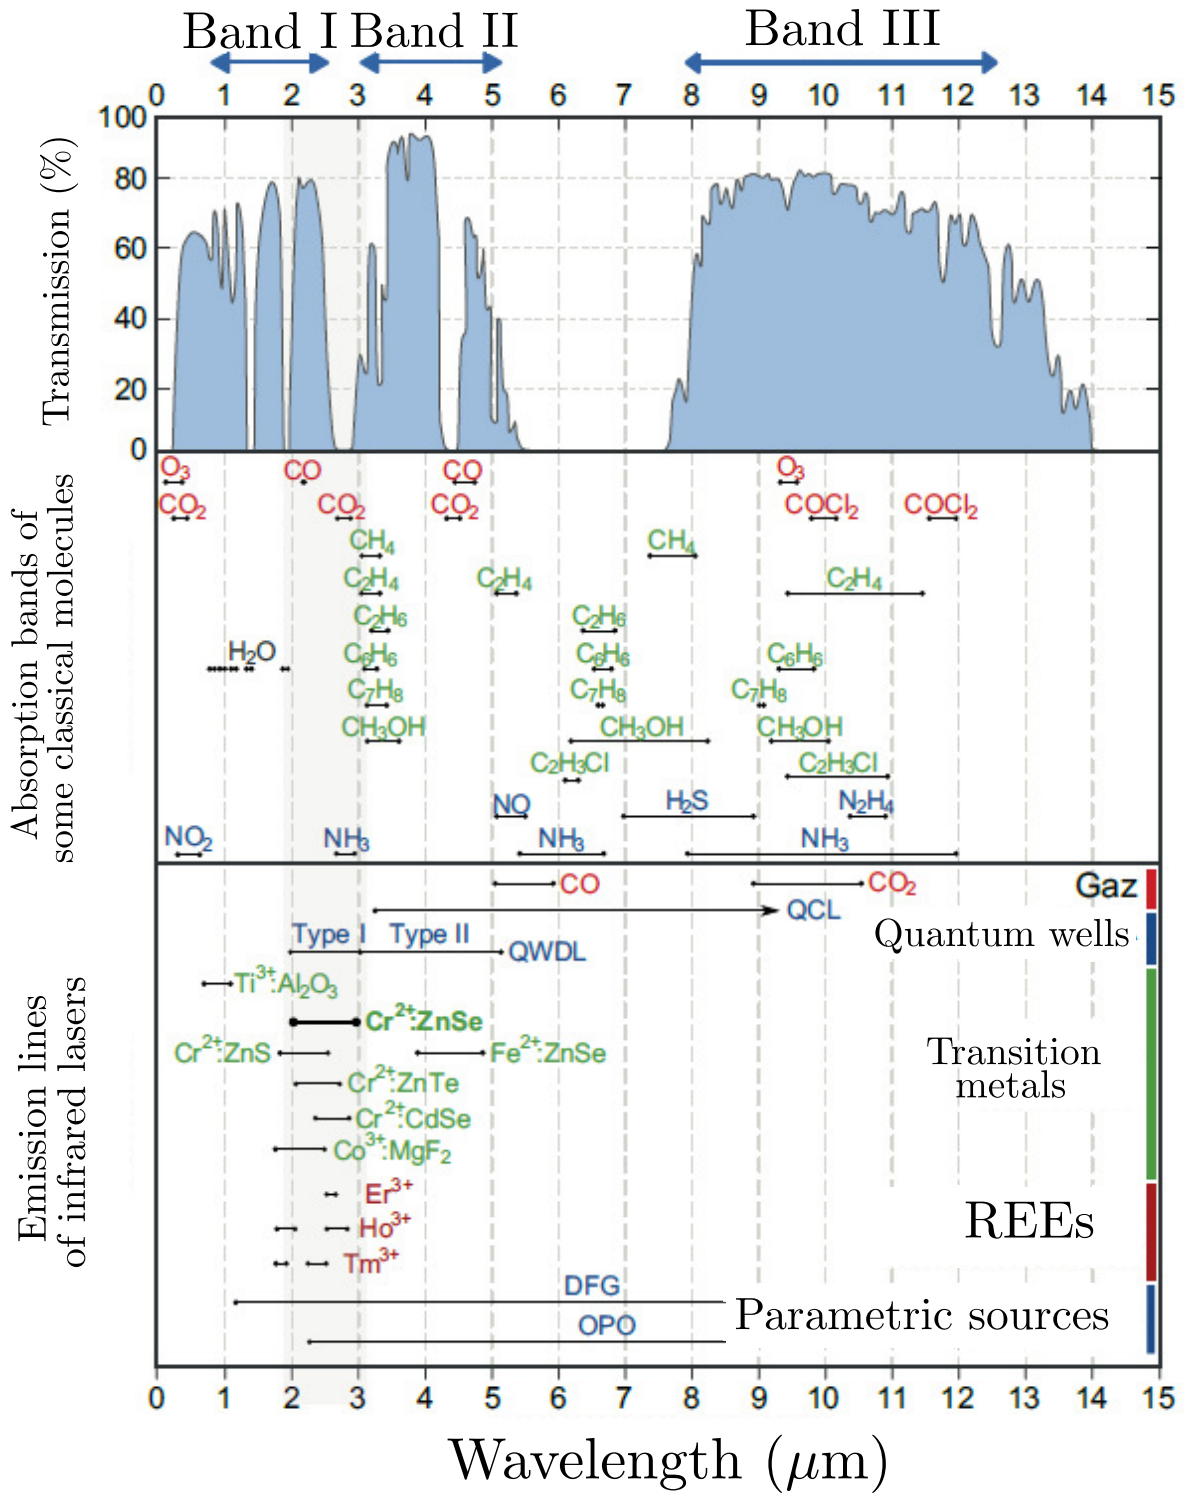 Band I Band II Band III
0 1 2 3 4 5 6 7 8 9 10 11 12 13 14 15
Transmission (%)
100
80
60
40
20
0
Absorption bands of
some classical molecules
O3 CO CO O3
CO2 CO2 CO2 COCl2 COCl2
CH4 CH4
C2H4 C2H4 C2H4
C2H6 C2H6
H2O C6H6 C6H6 C6H6
C7H8 C7H8 C7H8
CH3OH CH3OH CH3OH
C2H3Cl C2H3Cl
NO H2S N2H4
NO2 NH3 NH3 NH3
Emission lines
of infrared lasers
CO CO2 Gaz
QCL
Quantum wells
Type I Type II QWDL
Ti3+:Al2O3
Cr2+:ZnSe
Cr2+:ZnS Fe2+:ZnSe
Transition
metals
Cr2+:ZnTe
Cr2+:CdSe
Co3+:MgF2
Er3+
REEs
Ho3+
Tm3+
DFG
Parametric sources
OPO
0 1 2 3 4 5 6 7 8 9 10 11 12 13 14 15
Wavelength (μm)